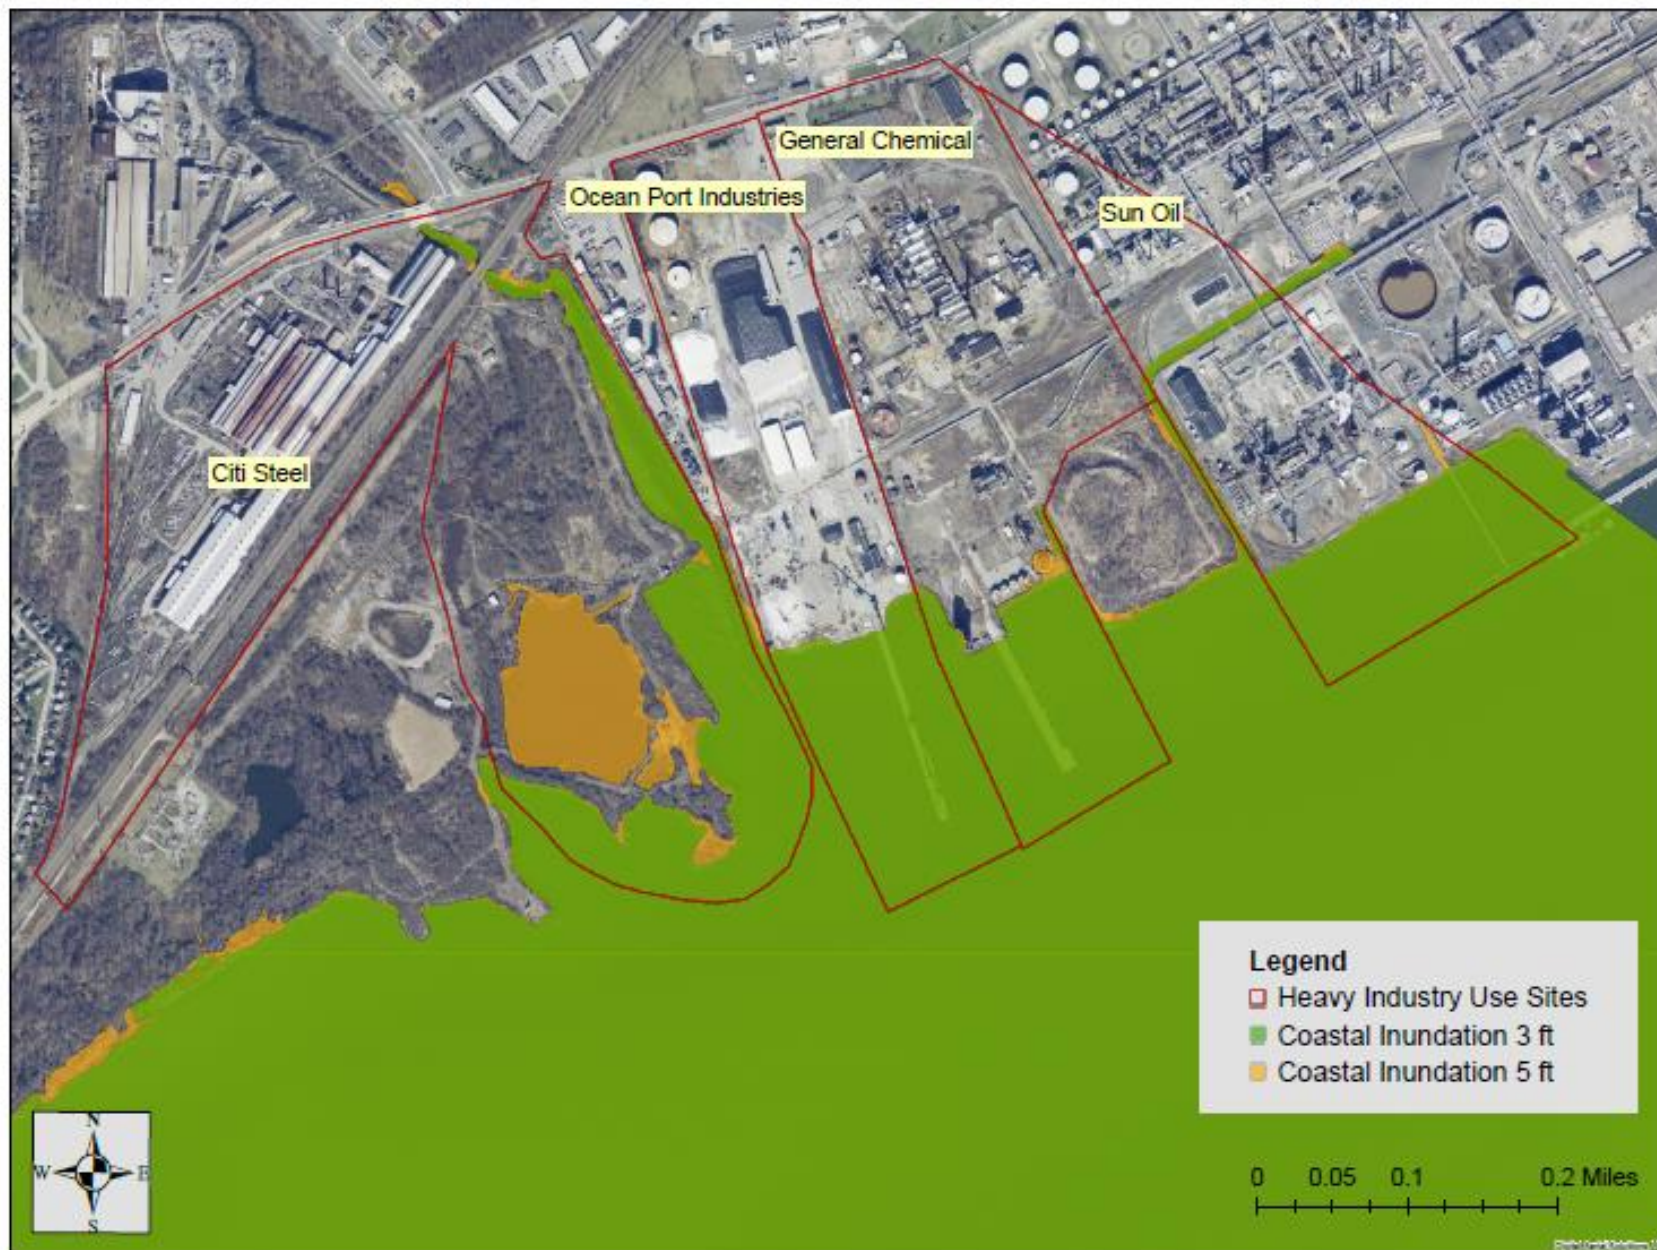 General Chemical
Ocean Port Industries
Sun Oil
Citi Steel
Legend
Heavy Industry Use Sites
Coastal Inundation 3 ft
Coastal Inundation 5 ft
N
W E
S
0 0.05 0.1 0.2 Miles